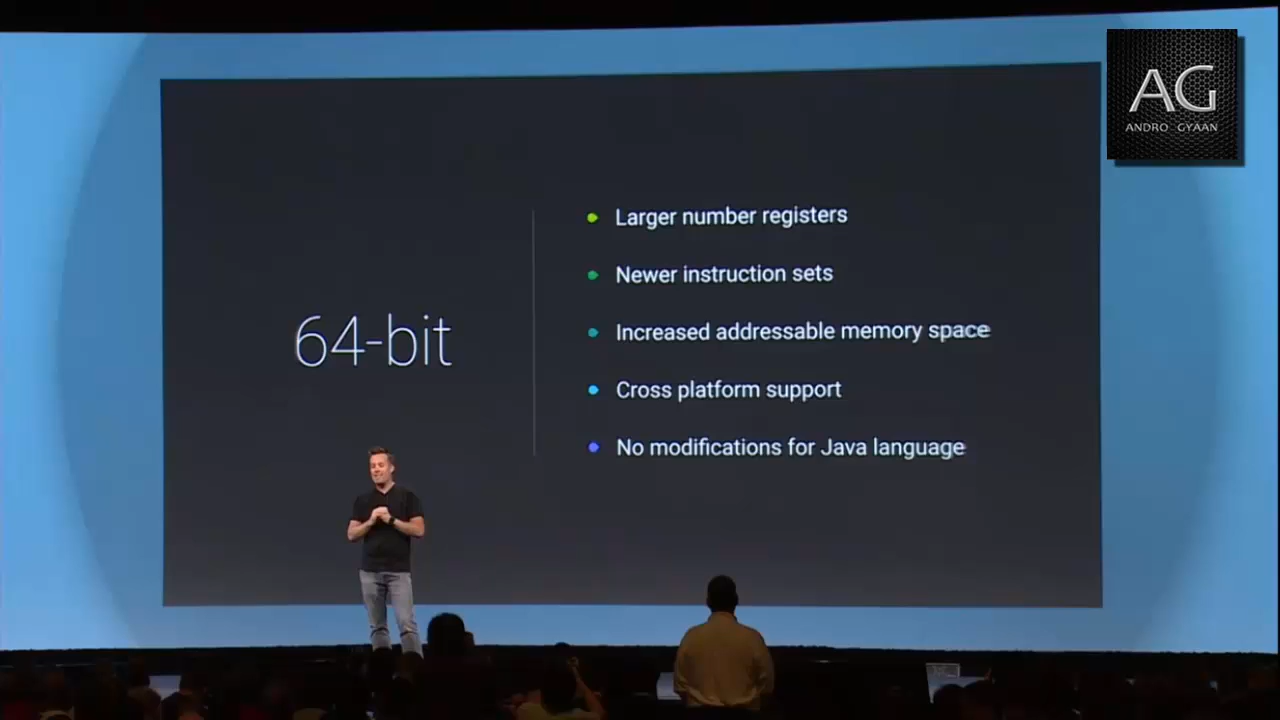 AG
ANDRO GYAAN
64-bit
Larger number registers
Newer instruction sets
Increased addressable memory space
Cross platform support
No modifications for Java language